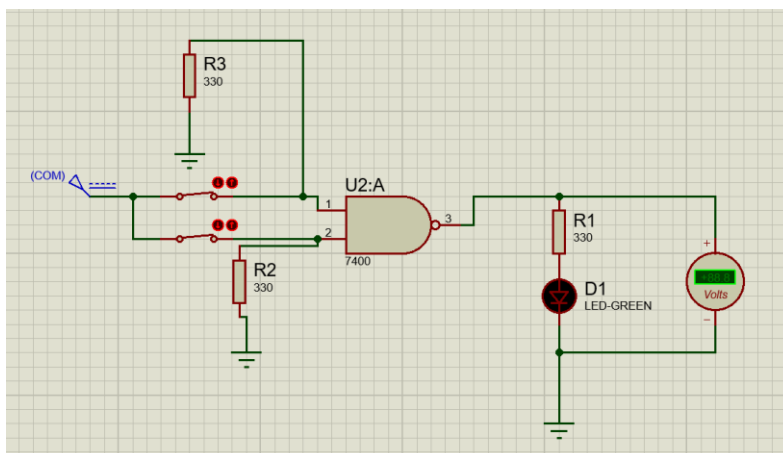 R3
330
(COM)
U2:A
1
2
3
7400
R2
330
R1
330
D1
LED-GREEN
+
Volts
−